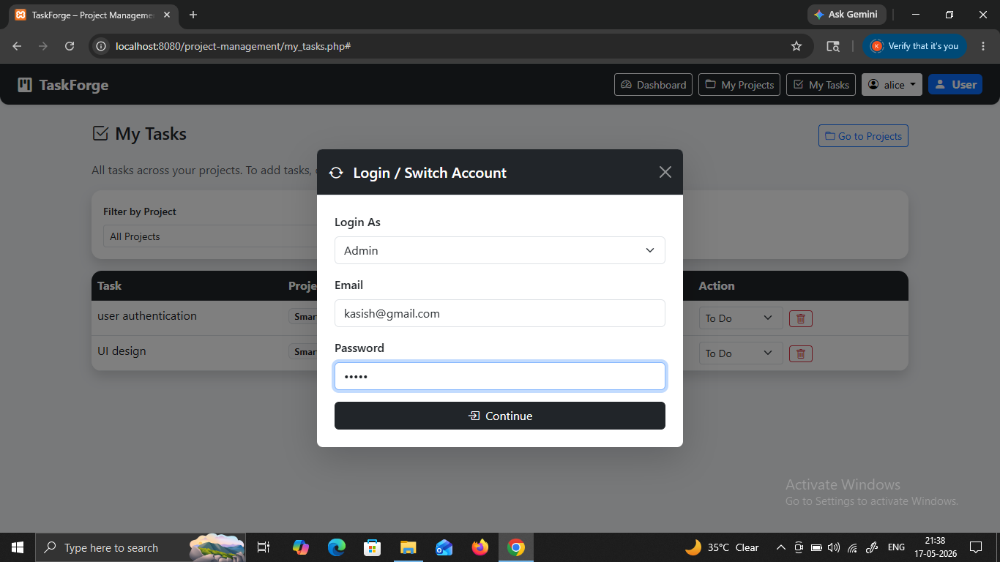 TaskForge – Project Manageme
Ask Gemini
localhost:8080/project-management/my_tasks.php#
K
Verify that it's you
TaskForge
Dashboard
My Projects
My Tasks
alice
User
My Tasks
Go to Projects
All tasks across your projects. To add tasks,
Filter by Project
All Projects
Task Proje Action
user authentication Smar To Do
UI design Smar To Do
Login / Switch Account
Login As
Admin
Email
kasish@gmail.com
Password
•••••
Continue
Activate Windows
Go to Settings to activate Windows.
Type here to search
35°C Clear
ENG
21:38
17-05-2026